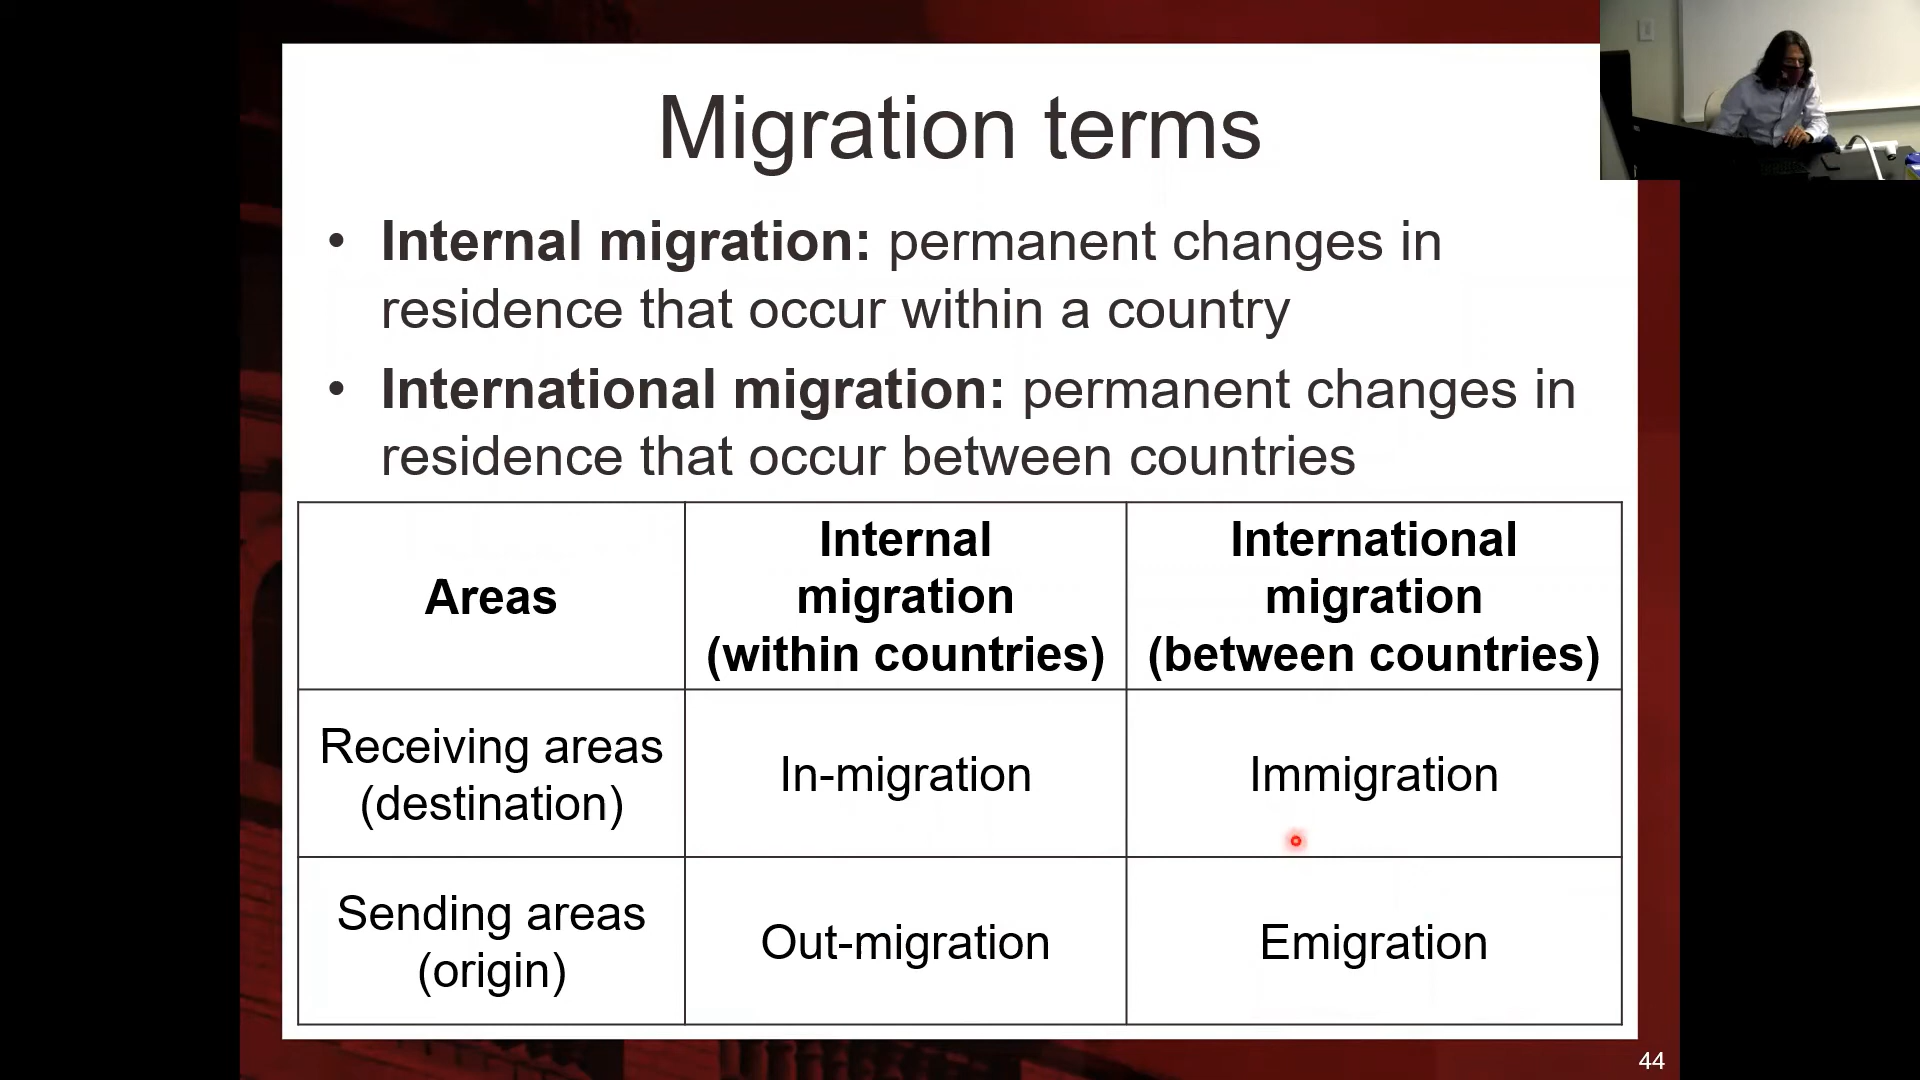 Migration terms
• Internal migration: permanent changes in
residence that occur within a country
• International migration: permanent changes in
residence that occur between countries
Areas
Internal
migration
(within countries)
International
migration
(between countries)
Receiving areas
(destination)
In-migration
Immigration
Sending areas
(origin)
Out-migration
Emigration
44